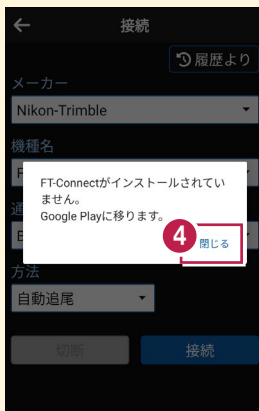 ← 接続
履歴より
メーカー
Nikon-Trimble
機種名
FT-Connectがインストールされてい
ません。
Google Playに移ります。
4
閉じる
方法
自動追尾
切断 接続